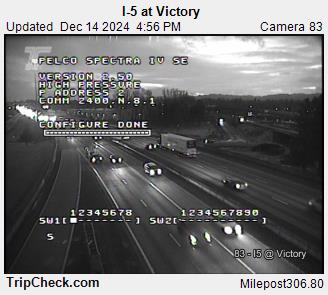 I-5 at Victory
Updated Dec 14 2024 4:56 PM Camera 83
PELCO SPECTRA IV SE
VERSION 2.50
HIGH PRESSURE
P ADDRESS 2
COMM 2400,N,8,1
CONFIGURE DONE
12345678 1234567890
SW1[ SW2[
S
83 - I5 @ Victory
TripCheck.com Milepost306.80